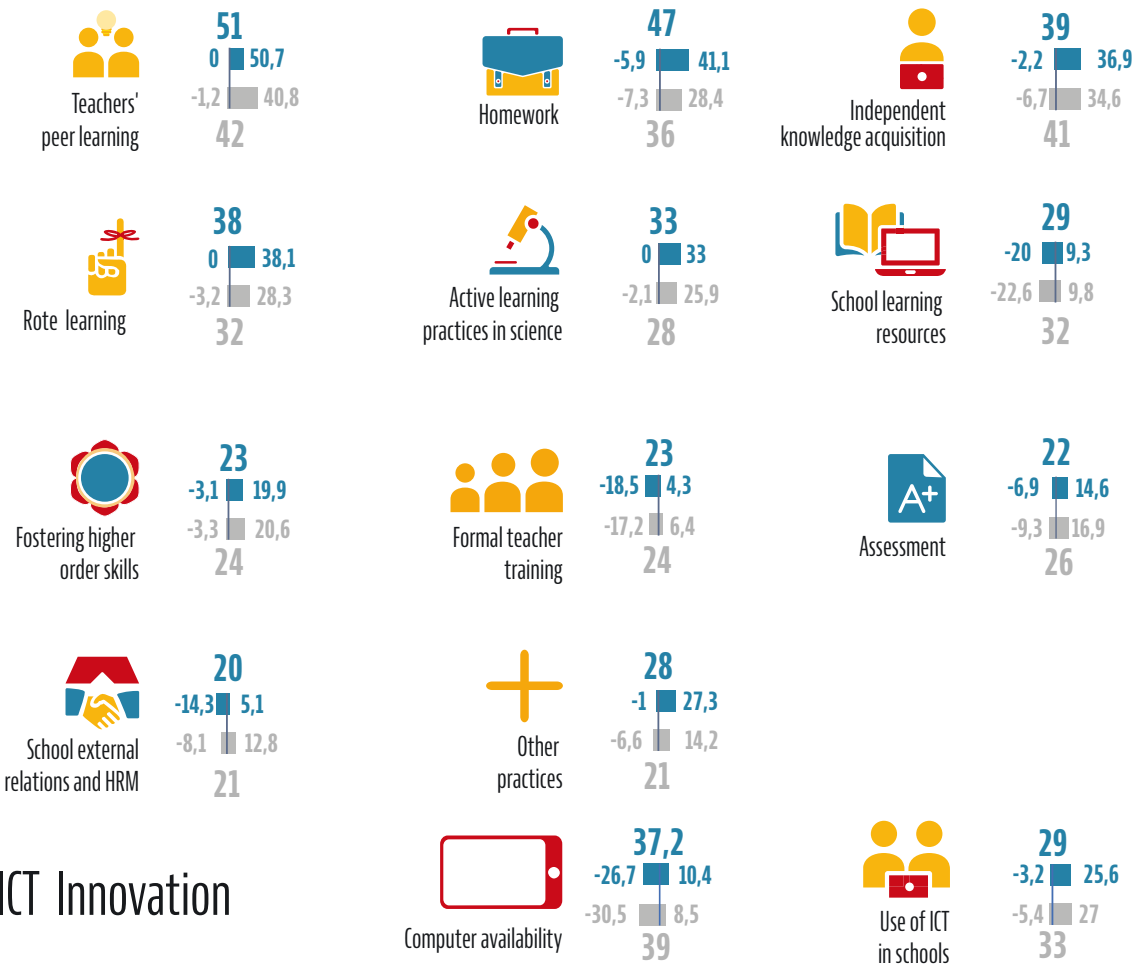 51
0 50,7
-1,2 40,8
42
Teachers'
peer learning
47
-5,9 41,1
-7,3 28,4
36
Homework
39
-2,2 36,9
-6,7 34,6
41
Independent
knowledge acquisition
38
0 38,1
-3,2 28,3
32
Rote learning
33
0 33
-2,1 25,9
28
Active learning
practices in science
29
-20 9,3
-22,6 9,8
32
School learning
resources
23
-3,1 19,9
-3,3 20,6
24
Fostering higher
order skills
23
-18,5 4,3
-17,2 6,4
24
Formal teacher
training
A+
22
-6,9 14,6
-9,3 16,9
26
Assessment
20
-14,3 5,1
-8,1 12,8
21
School external
relations and HRM
28
-1 27,3
-6,6 14,2
21
Other
practices
ICT Innovation
37,2
-26,7 10,4
-30,5 8,5
39
Computer availability
29
-3,2 25,6
-5,4 27
33
Use of ICT
in schools